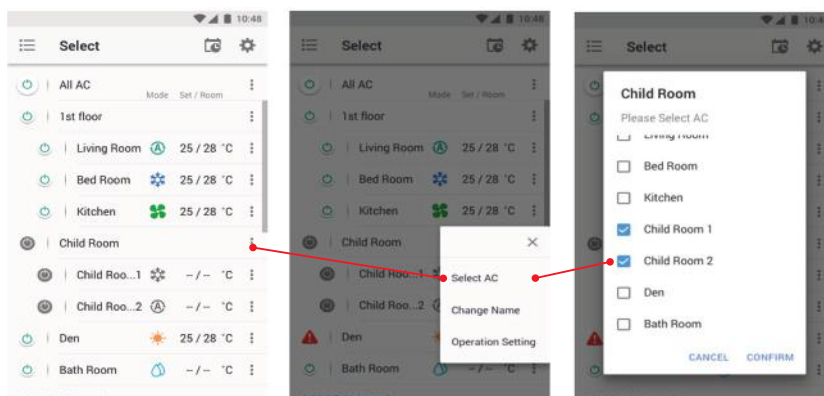 10:48
Select
All AC
Mode Set / Room
1st floor
Living Room A 25 / 28 °C
Bed Room 25 / 28 °C
Kitchen 25 / 28 °C
Child Room
Child Roo...1 -- / -- °C
Child Roo...2 A -- / -- °C
Den 25 / 28 °C
Bath Room -- / -- °C
10:48
Select
All AC
Mode Set / Room
1st floor
Living Room A 25 / 28 °C
Bed Room 25 / 28 °C
Kitchen 25 / 28 °C
Child Room
Child Roo...1
Child Roo...2
Den
Bath Room -- / -- °C
Select AC
Change Name
Operation Setting
Select
Child Room
Please Select AC
Living Room
Bed Room
Kitchen
Child Room 1
Child Room 2
Den
Bath Room
CANCEL CONFIRM